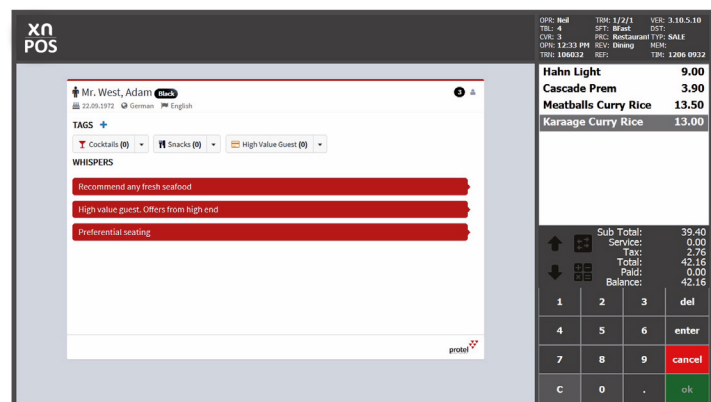 xn
POS
OPR: Neil TRM: 1/2/1 VER: 3.10.5.10
TBL: 4 SFT: BFast DST:
CVR: 3 PRC: Restaurant TYP: SALE
OPN: 12:33 PM REV: Dining MEM:
TRN: 106032 REF: TIM: 1206 0932
Mr. West, Adam Black 3
22.09.1972 German English
TAGS +
Cocktails (0) Snacks (0) High Value Guest (0)
WHISPERS
Recommend any fresh seafood
High value guest. Offers from high end
Preferential seating
protel
Hahn Light 9.00
Cascade Prem 3.90
Meatballs Curry Rice 13.50
Karaage Curry Rice 13.00
Sub Total: 39.40
Service: 0.00
Tax: 2.76
Total: 42.16
Paid: 0.00
Balance: 42.16
1 2 3 del
4 5 6 enter
7 8 9 cancel
C 0 . ok